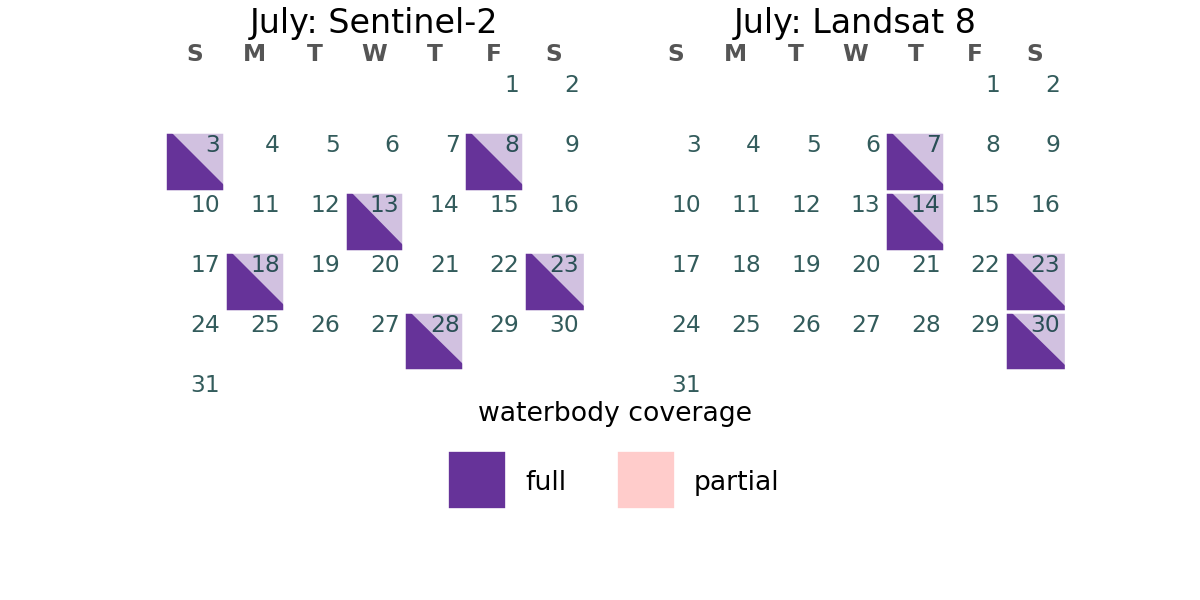 July: Sentinel-2
S M T W T F S
1 2
3 4 5 6 7 8 9
10 11 12 13 14 15 16
17 18 19 20 21 22 23
24 25 26 27 28 29 30
31
July: Landsat 8
S M T W T F S
1 2
3 4 5 6 7 8 9
10 11 12 13 14 15 16
17 18 19 20 21 22 23
24 25 26 27 28 29 30
31
waterbody coverage
full partial